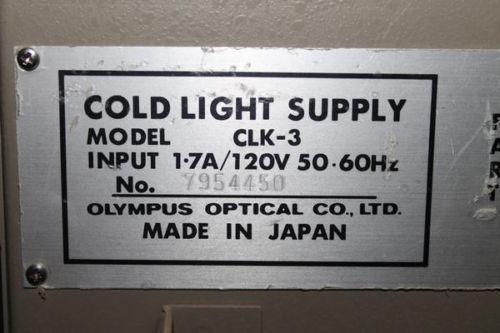 COLD LIGHT SUPPLY
MODEL CLK-3
INPUT 1·7A/120V 50·60Hz
No. 7954450
OLYMPUS OPTICAL CO., LTD.
MADE IN JAPAN